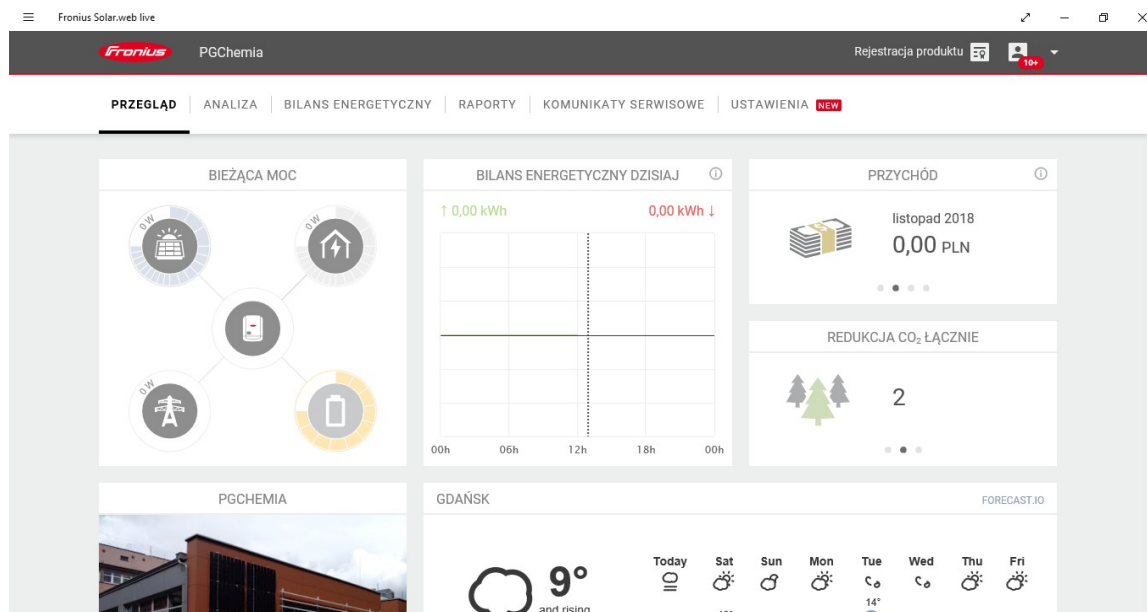 Fronius Solar.web live
Fronius PGChemia Rejestracja produktu 10+
PRZEGLĄD ANALIZA BILANS ENERGETYCZNY RAPORTY KOMUNIKATY SERWISOWE USTAWIENIA NEW
BIEŻĄCA MOC
0 W
0 W
0 W
BILANS ENERGETYCZNY DZISIAJ
↑ 0,00 kWh 0,00 kWh ↓
00h 06h 12h 18h 00h
PRZYCHÓD
listopad 2018
0,00 PLN
REDUKCJA CO₂ ŁĄCZNIE
2
PGCHEMIA
GDAŃSK FORECAST.IO
Today Sat Sun Mon Tue Wed Thu Fri
9°
and rising
14°